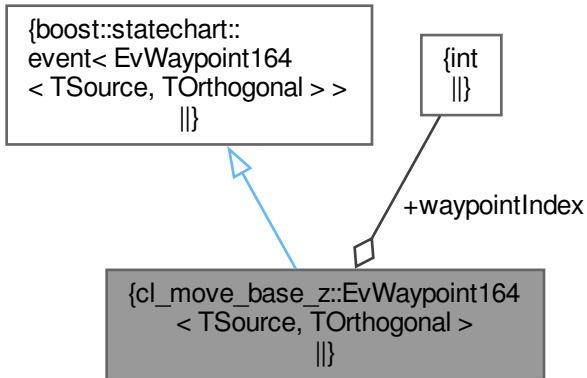 {boost::statechart::
event< EvWaypoint164
< TSource, TOrthogonal > >
||}
{int
||}
+waypointIndex
{cl_move_base_z::EvWaypoint164
< TSource, TOrthogonal >
||}